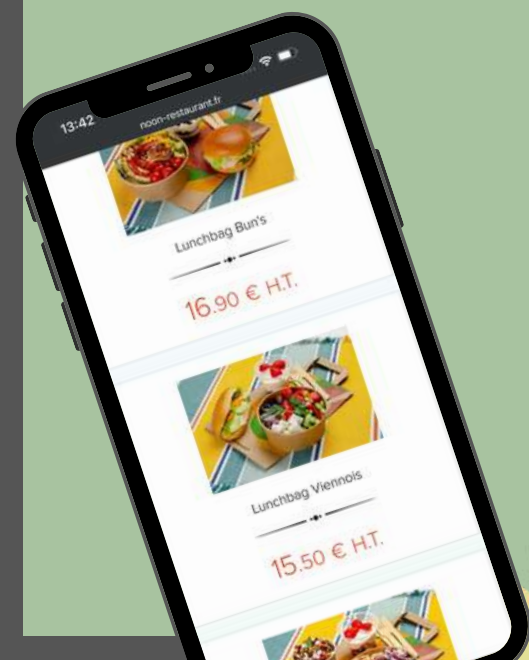 13:42
noon-restaurant.fr
Lunchbag Bun's
16.90 € H.T.
Lunchbag Viennois
15.50 € H.T.